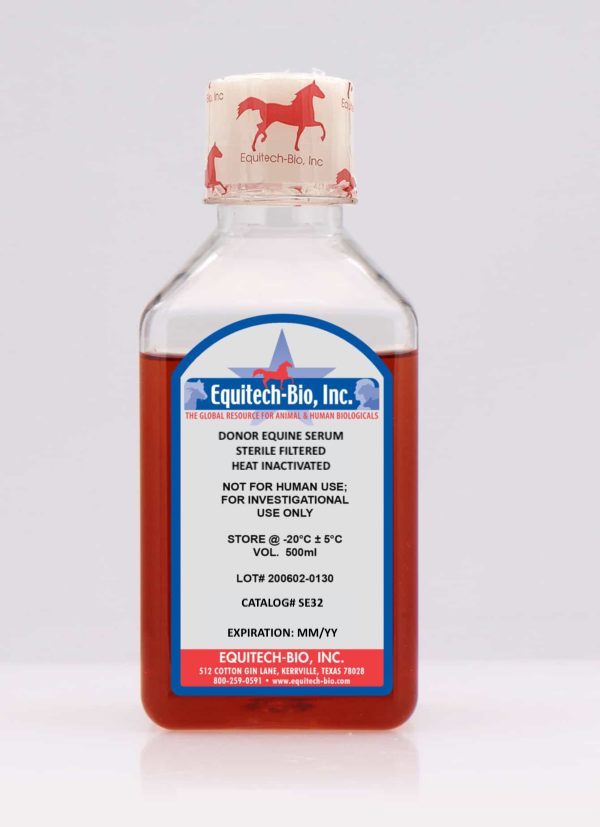 Bio, Inc
Equitech-Bio, Inc
Equitech-Bio, Inc.
THE GLOBAL RESOURCE FOR ANIMAL & HUMAN BIOLOGICALS
DONOR EQUINE SERUM
STERILE FILTERED
HEAT INACTIVATED
NOT FOR HUMAN USE;
FOR INVESTIGATIONAL
USE ONLY
STORE @ -20°C ± 5°C
VOL. 500ml
LOT# 200602-0130
CATALOG# SE32
EXPIRATION: MM/YY
EQUITECH-BIO, INC.
512 COTTON GIN LANE, KERRVILLE, TEXAS 78028
800-259-0591 • www.equitech-bio.com